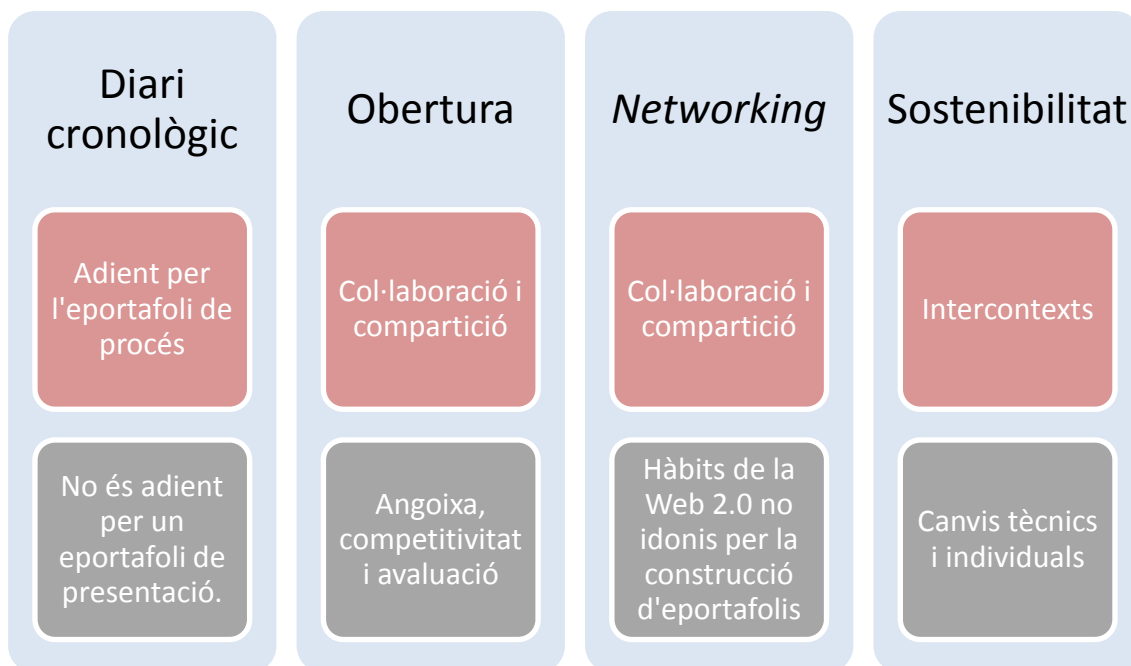 Diari
cronològic
Adient per
l'eportafoli de
procés
No és adient
per un
eportafoli de
presentació.
Obertura
Col·laboració i
compartició
Angoixa,
competitivitat
i avaluació
Networking
Col·laboració i
compartició
Hàbits de la
Web 2.0 no
idonis per la
construcció
d'eportafolis
Sostenibilitat
Intercontexts
Canvis tècnics
i individuals